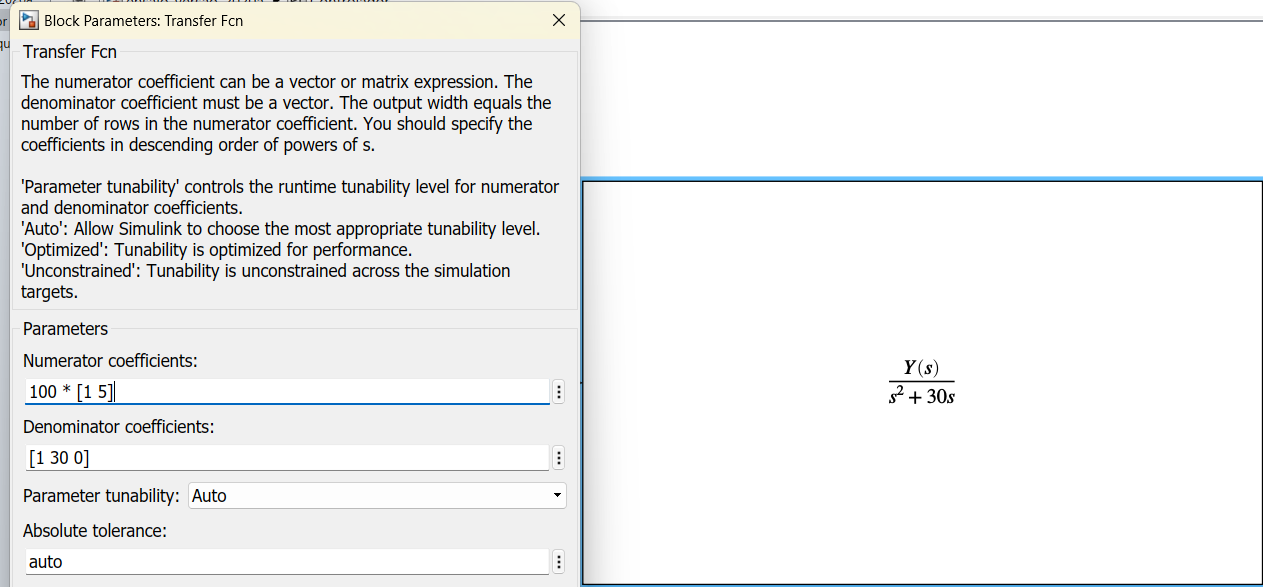 Block Parameters: Transfer Fcn
Transfer Fcn
The numerator coefficient can be a vector or matrix expression. The
denominator coefficient must be a vector. The output width equals the
number of rows in the numerator coefficient. You should specify the
coefficients in descending order of powers of s.
'Parameter tunability' controls the runtime tunability level for numerator
and denominator coefficients.
'Auto': Allow Simulink to choose the most appropriate tunability level.
'Optimized': Tunability is optimized for performance.
'Unconstrained': Tunability is unconstrained across the simulation
targets.
Parameters
Numerator coefficients:
100 * [1 5]
Denominator coefficients:
[1 30 0]
Parameter tunability: Auto
Absolute tolerance:
auto
Y(s)
s² + 30s